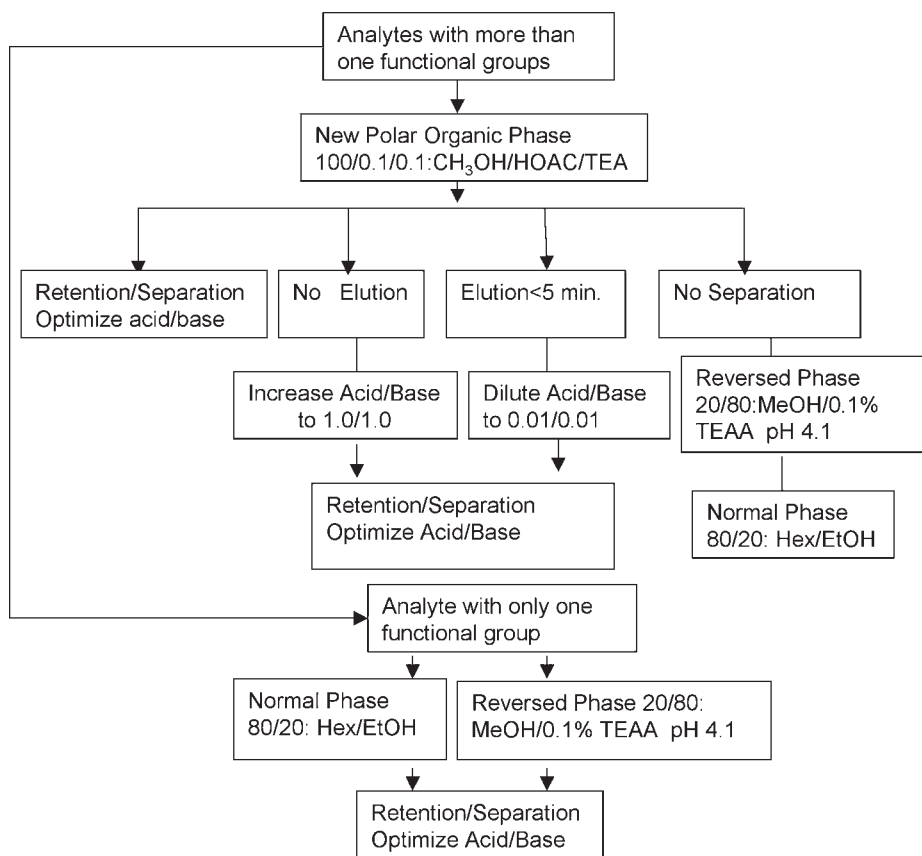 Analytes with more than
one functional groups
New Polar Organic Phase
100/0.1/0.1:CH₃OH/HOAC/TEA
Retention/Separation
Optimize acid/base
No Elution
Elution<5 min.
No Separation
Increase Acid/Base
to 1.0/1.0
Dilute Acid/Base
to 0.01/0.01
Reversed Phase
20/80:MeOH/0.1%
TEAA pH 4.1
Retention/Separation
Optimize Acid/Base
Normal Phase
80/20: Hex/EtOH
Analyte with only one
functional group
Normal Phase
80/20: Hex/EtOH
Reversed Phase 20/80:
MeOH/0.1% TEAA pH 4.1
Retention/Separation
Optimize Acid/Base